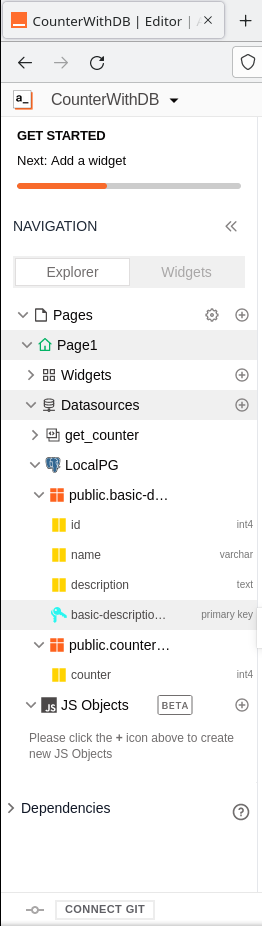 CounterWithDB | Editor |
a_ CounterWithDB
GET STARTED
Next: Add a widget
NAVIGATION
Explorer Widgets
Pages
Page1
Widgets
Datasources
get_counter
LocalPG
public.basic-d…
id int4
name varchar
description text
basic-descriptio… primary key
public.counter…
counter int4
JS JS Objects BETA
Please click the + icon above to create
new JS Objects
Dependencies
CONNECT GIT